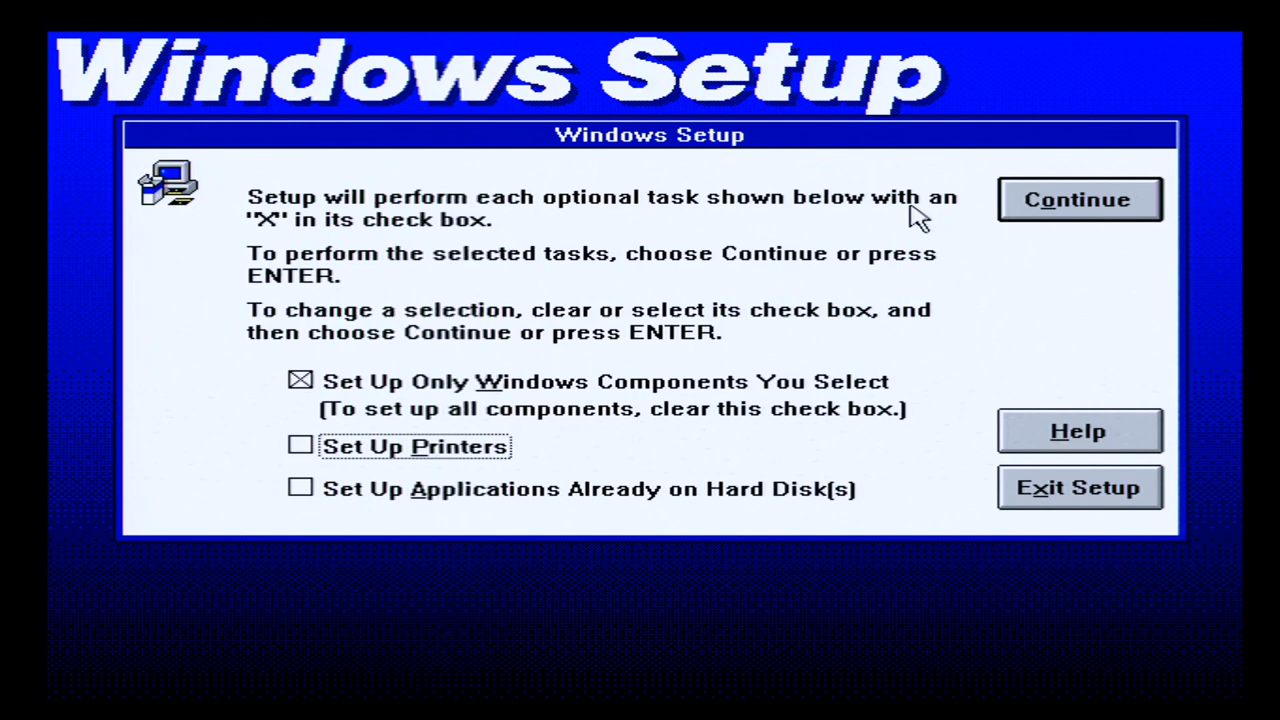 Windows Setup
Windows Setup
Setup will perform each optional task shown below with an
"X" in its check box.
Continue
To perform the selected tasks, choose Continue or press
ENTER.
To change a selection, clear or select its check box, and
then choose Continue or press ENTER.
Set Up Only Windows Components You Select
(To set up all components, clear this check box.)
Set Up Printers
Help
Set Up Applications Already on Hard Disk(s)
Exit Setup